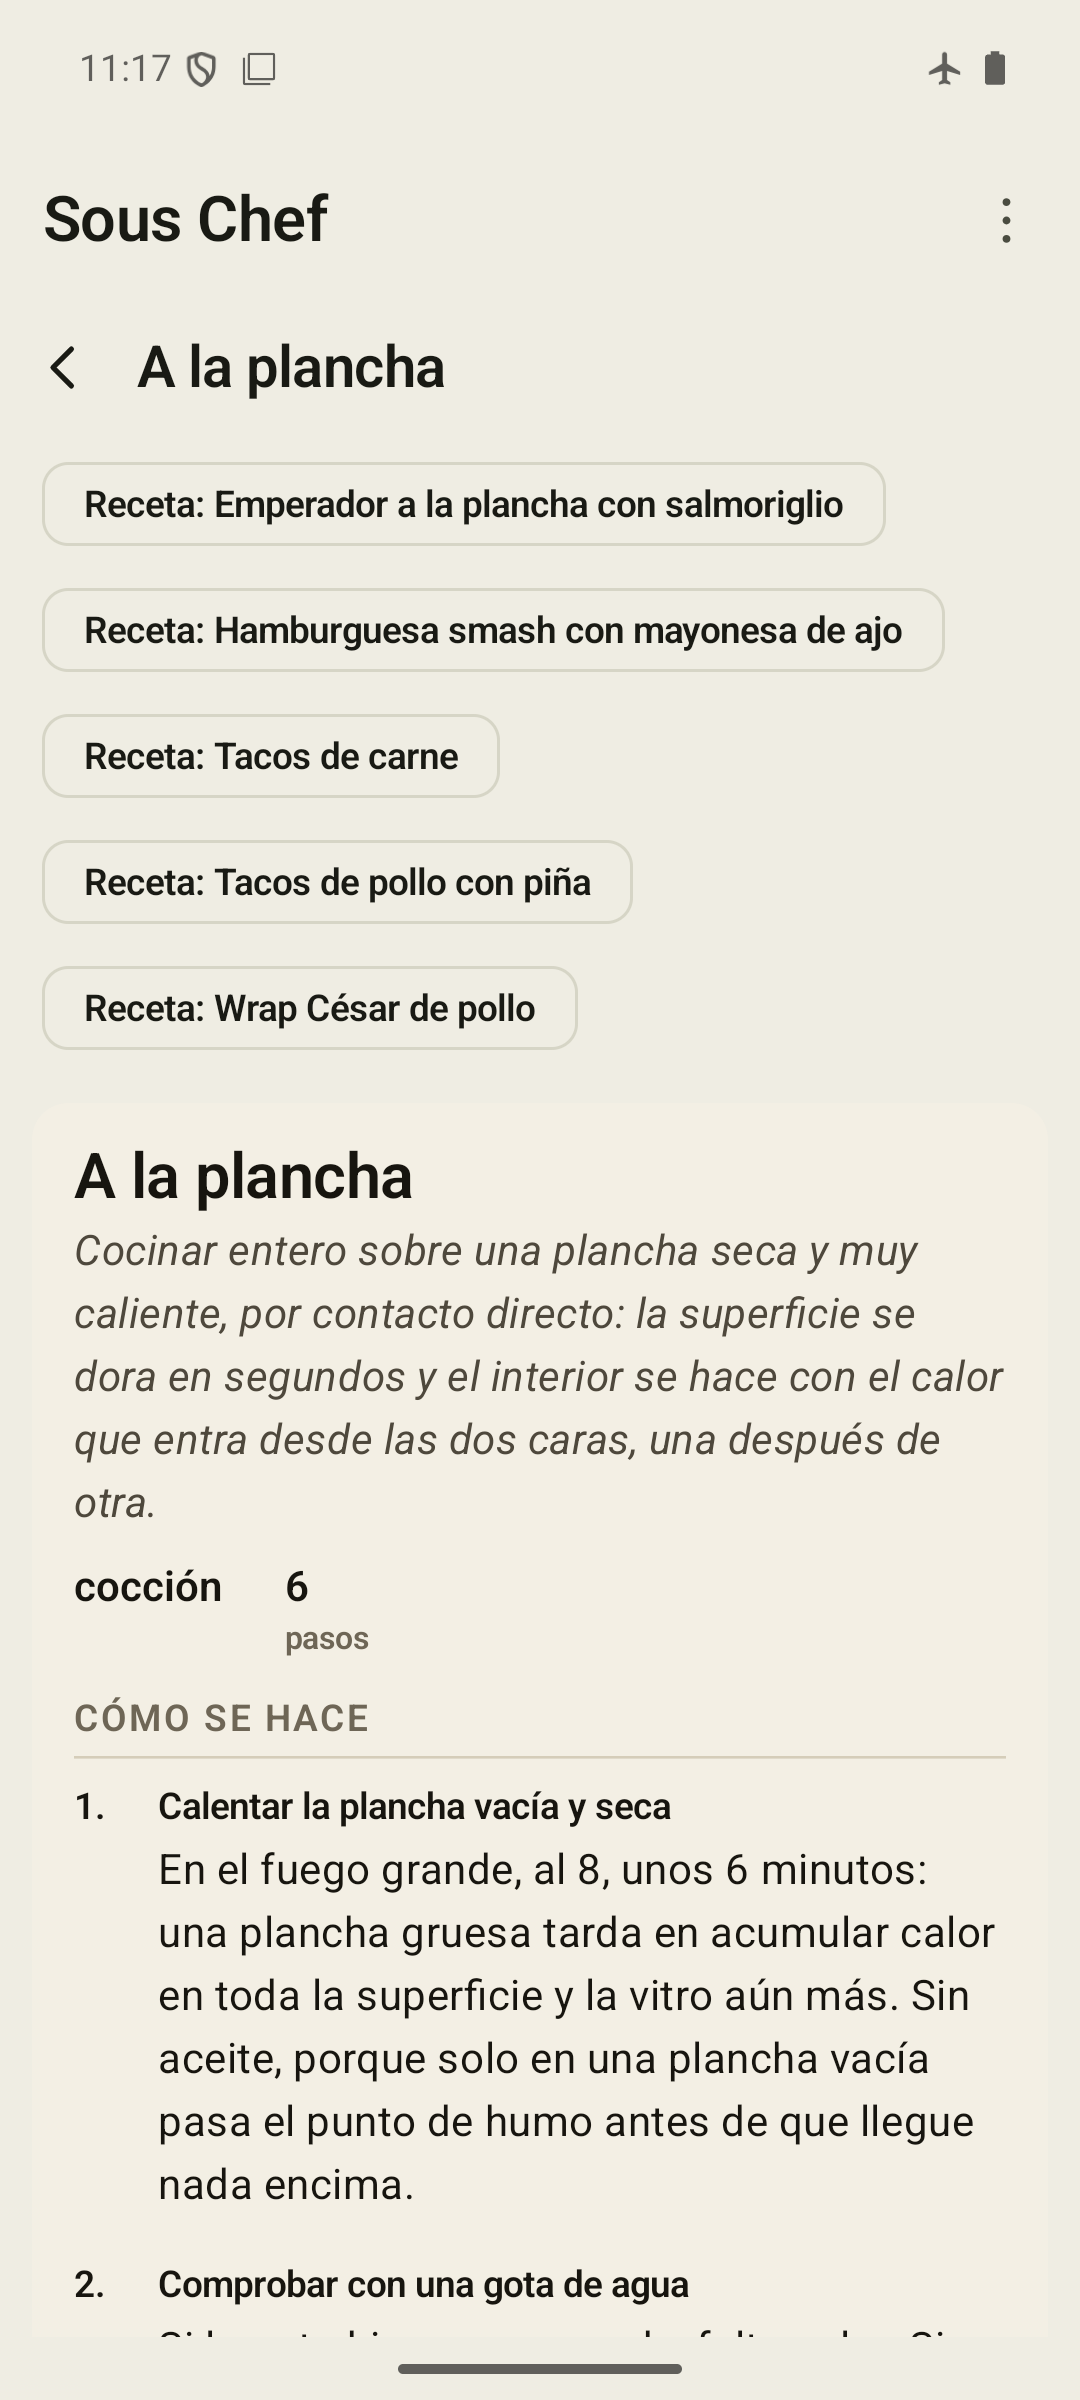 11:17
Sous Chef
A la plancha
Receta: Emperador a la plancha con salmoriglio
Receta: Hamburguesa smash con mayonesa de ajo
Receta: Tacos de carne
Receta: Tacos de pollo con piña
Receta: Wrap César de pollo
A la plancha
Cocinar entero sobre una plancha seca y muy
caliente, por contacto directo: la superficie se
dora en segundos y el interior se hace con el calor
que entra desde las dos caras, una después de
otra.
cocción 6
pasos
CÓMO SE HACE
1. Calentar la plancha vacía y seca
En el fuego grande, al 8, unos 6 minutos:
una plancha gruesa tarda en acumular calor
en toda la superficie y la vitro aún más. Sin
aceite, porque solo en una plancha vacía
pasa el punto de humo antes de que llegue
nada encima.
2. Comprobar con una gota de agua